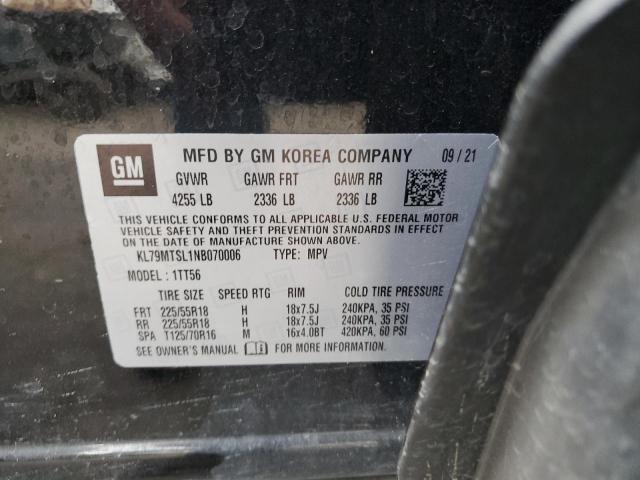 GM MFD BY GM KOREA COMPANY 09/21
GVWR GAWR FRT GAWR RR
4255 LB 2336 LB 2336 LB
THIS VEHICLE CONFORMS TO ALL APPLICABLE U.S. FEDERAL MOTOR
VEHICLE SAFETY AND THEFT PREVENTION STANDARDS IN EFFECT
ON THE DATE OF MANUFACTURE SHOWN ABOVE.
KL79MTSL1NB070006 TYPE: MPV
MODEL: 1TT56
TIRE SIZE SPEED RTG RIM COLD TIRE PRESSURE
FRT 225/55R18 H 18x7.5J 240KPA, 35 PSI
RR 225/55R18 H 18x7.5J 240KPA, 35 PSI
SPA T125/70R16 M 16x4.0BT 420KPA, 60 PSI
SEE OWNER'S MANUAL FOR MORE INFORMATION.